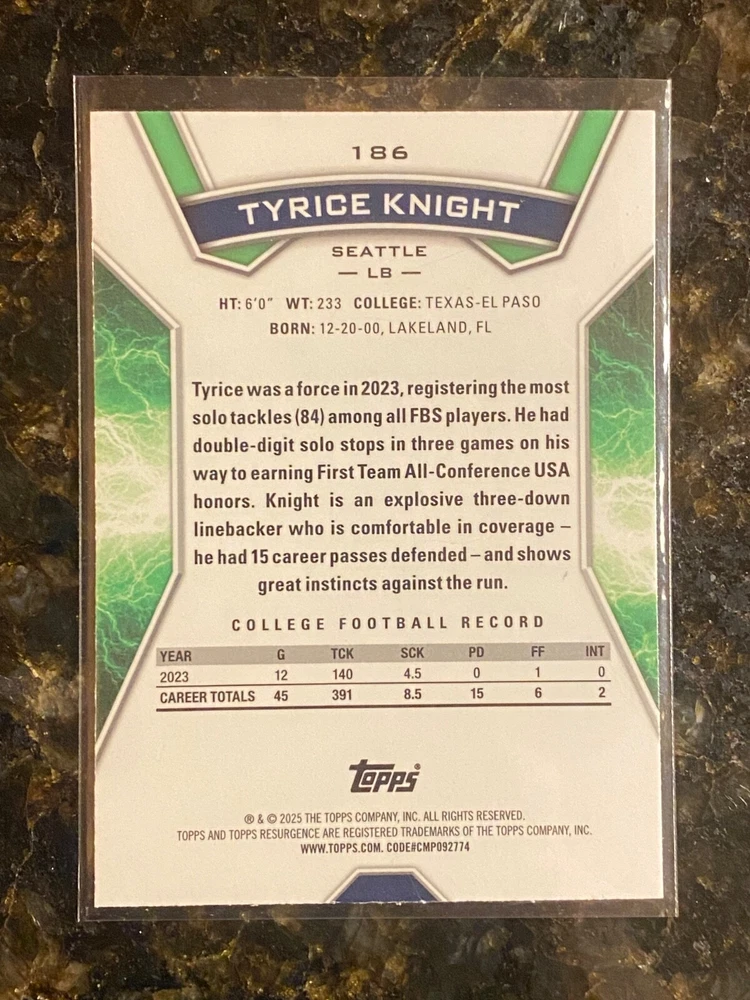 186
TYRICE KNIGHT
SEATTLE
— LB —
HT: 6'0" WT: 233 COLLEGE: TEXAS-EL PASO
BORN: 12-20-00, LAKELAND, FL
Tyrice was a force in 2023, registering the most
solo tackles (84) among all FBS players. He had
double-digit solo stops in three games on his
way to earning First Team All-Conference USA
honors. Knight is an explosive three-down
linebacker who is comfortable in coverage –
he had 15 career passes defended – and shows
great instincts against the run.
COLLEGE FOOTBALL RECORD
YEAR G TCK SCK PD FF INT
2023 12 140 4.5 0 1 0
CAREER TOTALS 45 391 8.5 15 6 2
Topps®
® & © 2025 THE TOPPS COMPANY, INC. ALL RIGHTS RESERVED.
TOPPS AND TOPPS RESURGENCE ARE REGISTERED TRADEMARKS OF THE TOPPS COMPANY, INC.
WWW.TOPPS.COM. CODE#CMP092774